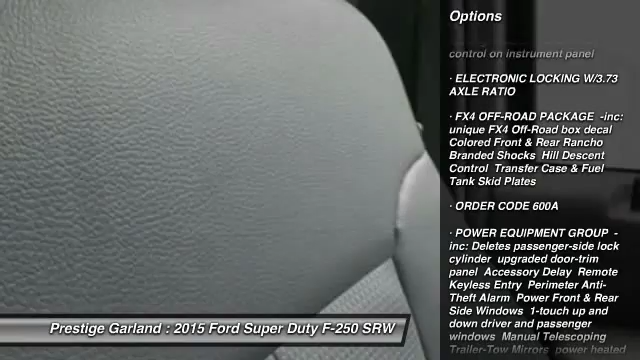 Options
control on instrument panel
· ELECTRONIC LOCKING W/3.73
AXLE RATIO
· FX4 OFF-ROAD PACKAGE -inc:
unique FX4 Off-Road box decal
Colored Front & Rear Rancho
Branded Shocks Hill Descent
Control Transfer Case & Fuel
Tank Skid Plates
· ORDER CODE 600A
· POWER EQUIPMENT GROUP -
inc: Deletes passenger-side lock
cylinder upgraded door-trim
panel Accessory Delay Remote
Keyless Entry Perimeter Anti-
Theft Alarm Power Front & Rear
Side Windows 1-touch up and
down driver and passenger
windows Manual Telescoping
Trailer-Tow Mirrors power heated
Prestige Garland : 2015 Ford Super Duty F-250 SRW